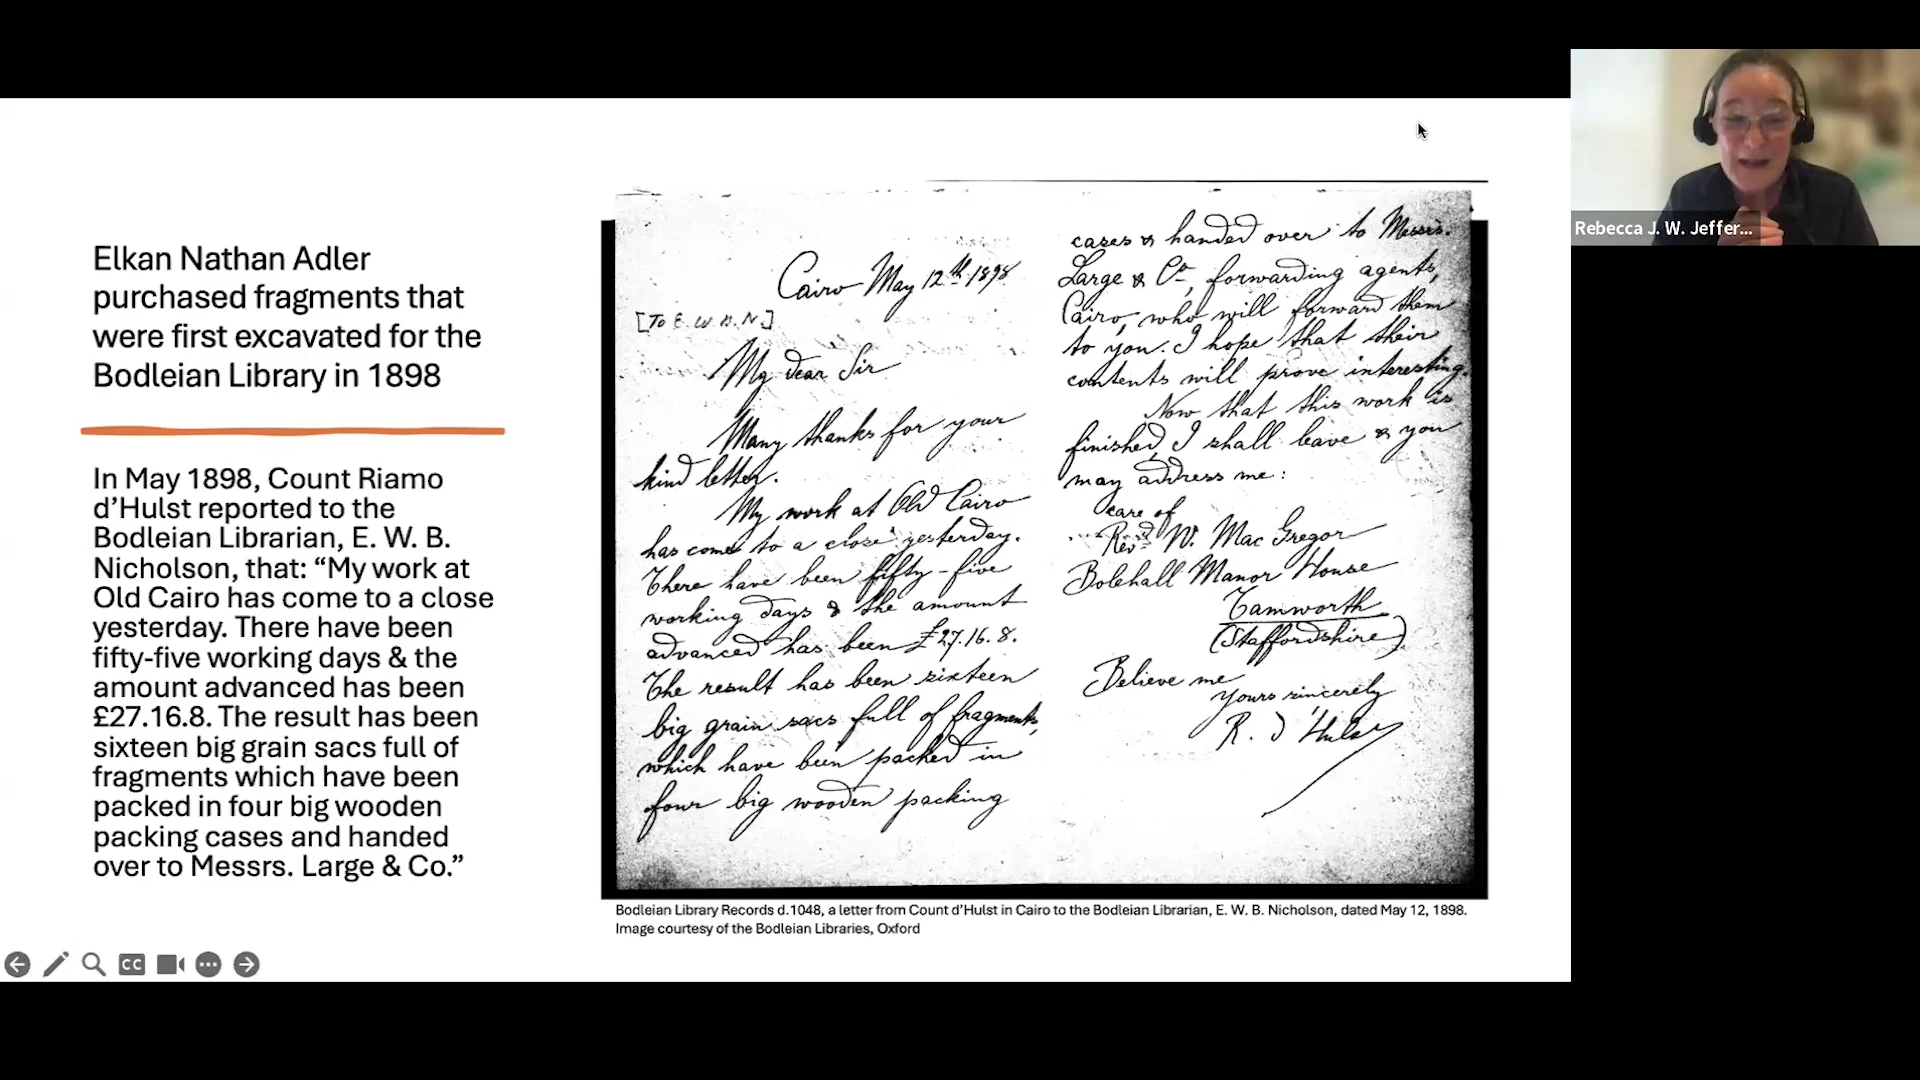 Elkan Nathan Adler
purchased fragments that
were first excavated for the
Bodleian Library in 1898
In May 1898, Count Riamo
d’Hulst reported to the
Bodleian Librarian, E. W. B.
Nicholson, that: “My work at
Old Cairo has come to a close
yesterday. There have been
fifty-five working days & the
amount advanced has been
£27.16.8. The result has been
sixteen big grain sacs full of
fragments which have been
packed in four big wooden
packing cases and handed
over to Messrs. Large & Co.”
Cairo May 12th 1898
[To E. W. B. N.]
My dear Sir
Many thanks for your
kind letter.
My work at Old Cairo
has come to a close yesterday.
There have been fifty-five
working days & the amount
advanced has been £27.16.8.
The result has been sixteen
big grain sacs full of fragments,
which have been packed in
four big wooden packing
cases & handed over to Messrs.
Large & Co, forwarding agents,
Cairo, who will forward them
to you. I hope that their
contents will prove interesting.
Now that this work is
finished, I shall leave & you
may address me:
care of
Revd W. Mac Gregor
Bolehall Manor House
Tamworth
(Staffordshire)
Believe me
yours sincerely
R. d'Hulst
Bodleian Library Records d.1048, a letter from Count d’Hulst in Cairo to the Bodleian Librarian, E. W. B. Nicholson, dated May 12, 1898.
Image courtesy of the Bodleian Libraries, Oxford
CC
Rebecca J. W. Jeffer...